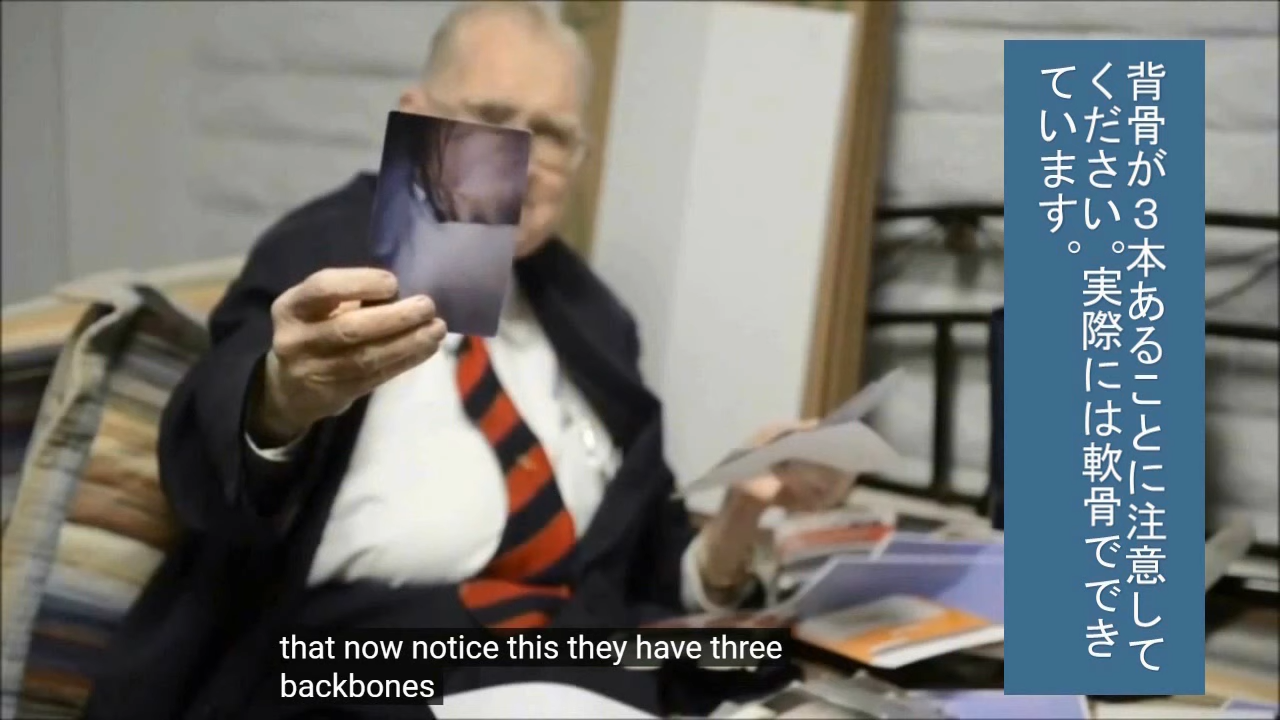 背骨が３本あることに注意して
ください。実際には軟骨ででき
ています。
that now notice this they have three
backbones